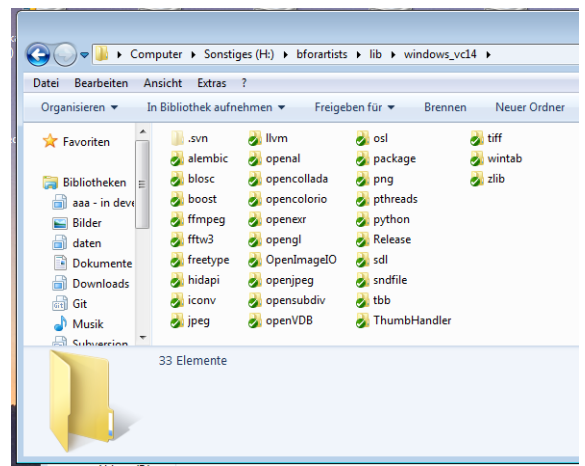 Computer ▸ Sonstiges (H:) ▸ bforartists ▸ lib ▸ windows_vc14 ▸
Datei Bearbeiten Ansicht Extras ?
Organisieren In Bibliothek aufnehmen Freigeben für Brennen Neuer Ordner
Favoriten
Bibliotheken
aaa - in deve
Bilder
daten
Dokumente
Downloads
Git
Musik
Subversion
.svn
alembic
blosc
boost
ffmpeg
fftw3
freetype
hidapi
iconv
jpeg
llvm
openal
opencollada
opencolorio
openexr
opengl
OpenImageIO
openjpeg
opensubdiv
openVDB
osl
package
png
pthreads
python
Release
sdl
sndfile
tbb
ThumbHandler
tiff
wintab
zlib
33 Elemente